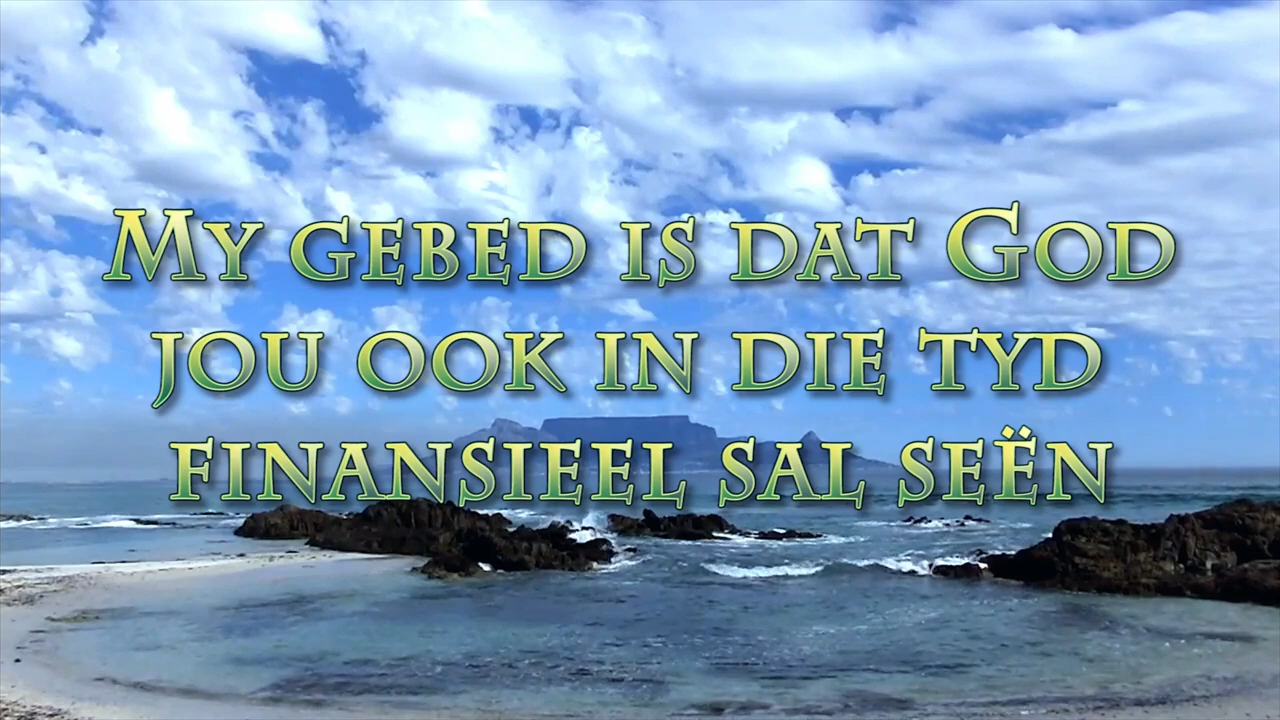 My gebed is dat God
jou ook in die tyd
finansieel sal seën